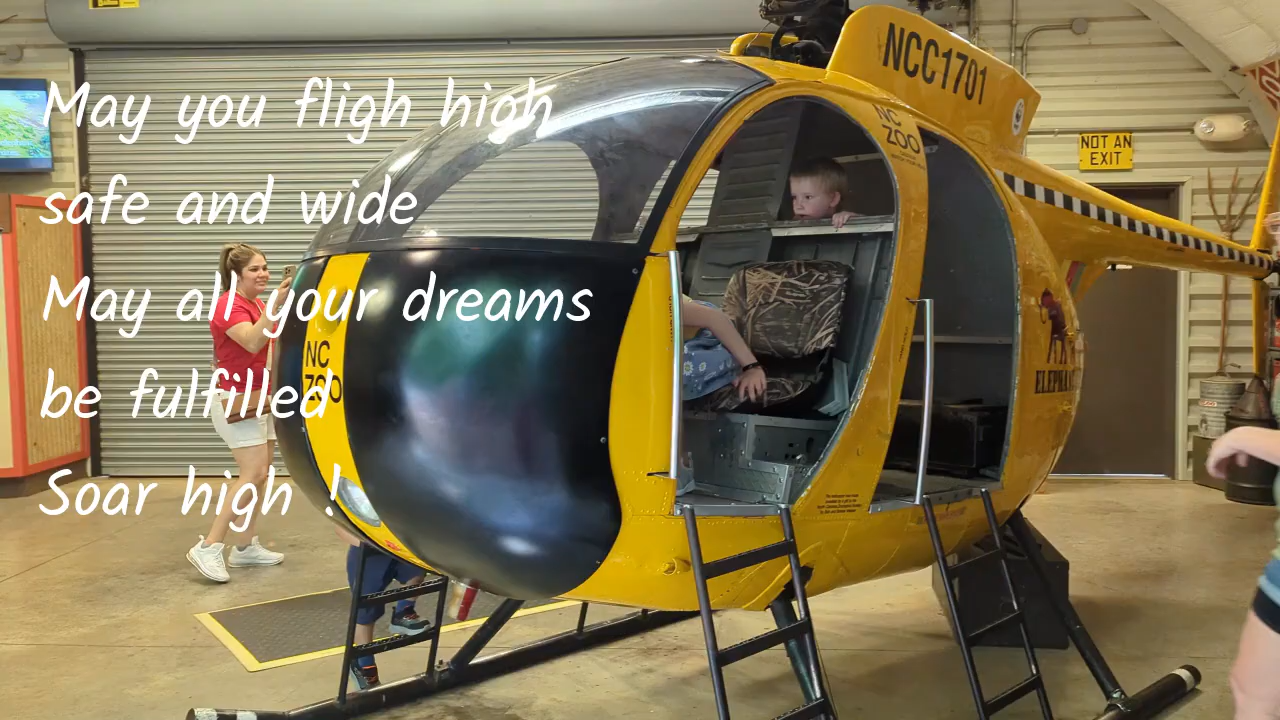 May you fligh high
safe and wide
May all your dreams
be fulfilled
Soar high !
NCC1701
NC
ZOO
NOT AN
EXIT
NC
ZOO